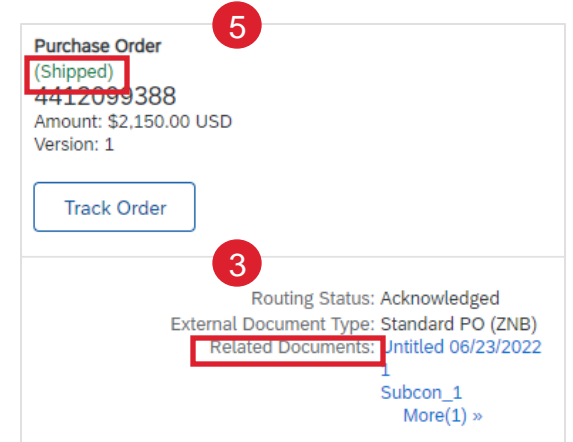 5
Purchase Order
(Shipped)
4412099388
Amount: $2,150.00 USD
Version: 1
Track Order
3
Routing Status: Acknowledged
External Document Type: Standard PO (ZNB)
Related Documents: Untitled 06/23/2022
1
Subcon_1
More(1) »